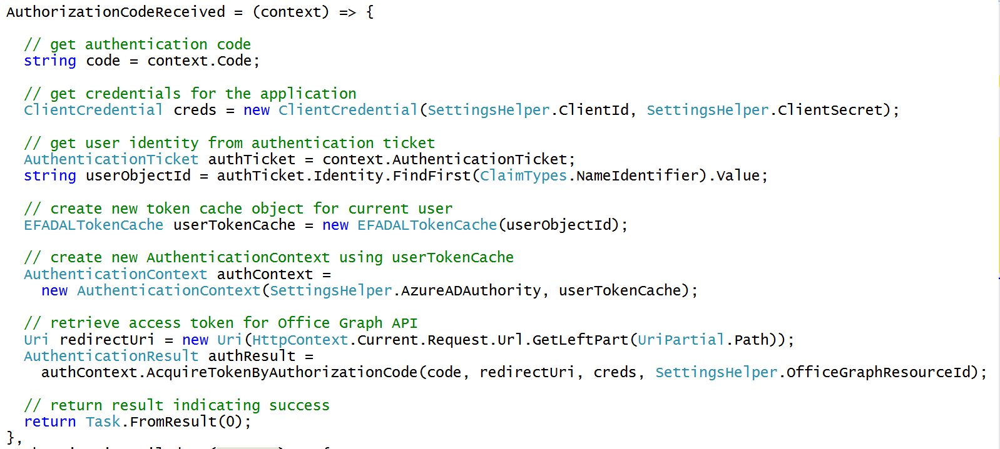 AuthorizationCodeReceived = (context) => {
// get authentication code
string code = context.Code;
// get credentials for the application
ClientCredential creds = new ClientCredential(SettingsHelper.ClientId, SettingsHelper.ClientSecret);
// get user identity from authentication ticket
AuthenticationTicket authTicket = context.AuthenticationTicket;
string userObjectId = authTicket.Identity.FindFirst(ClaimTypes.NameIdentifier).Value;
// create new token cache object for current user
EFADALTokenCache userTokenCache = new EFADALTokenCache(userObjectId);
// create new AuthenticationContext using userTokenCache
AuthenticationContext authContext =
new AuthenticationContext(SettingsHelper.AzureADAuthority, userTokenCache);
// retrieve access token for Office Graph API
Uri redirectUri = new Uri(HttpContext.Current.Request.Url.GetLeftPart(UriPartial.Path));
AuthenticationResult authResult =
authContext.AcquireTokenByAuthorizationCode(code, redirectUri, creds, SettingsHelper.OfficeGraphResourceId);
// return result indicating success
return Task.FromResult(0);
},